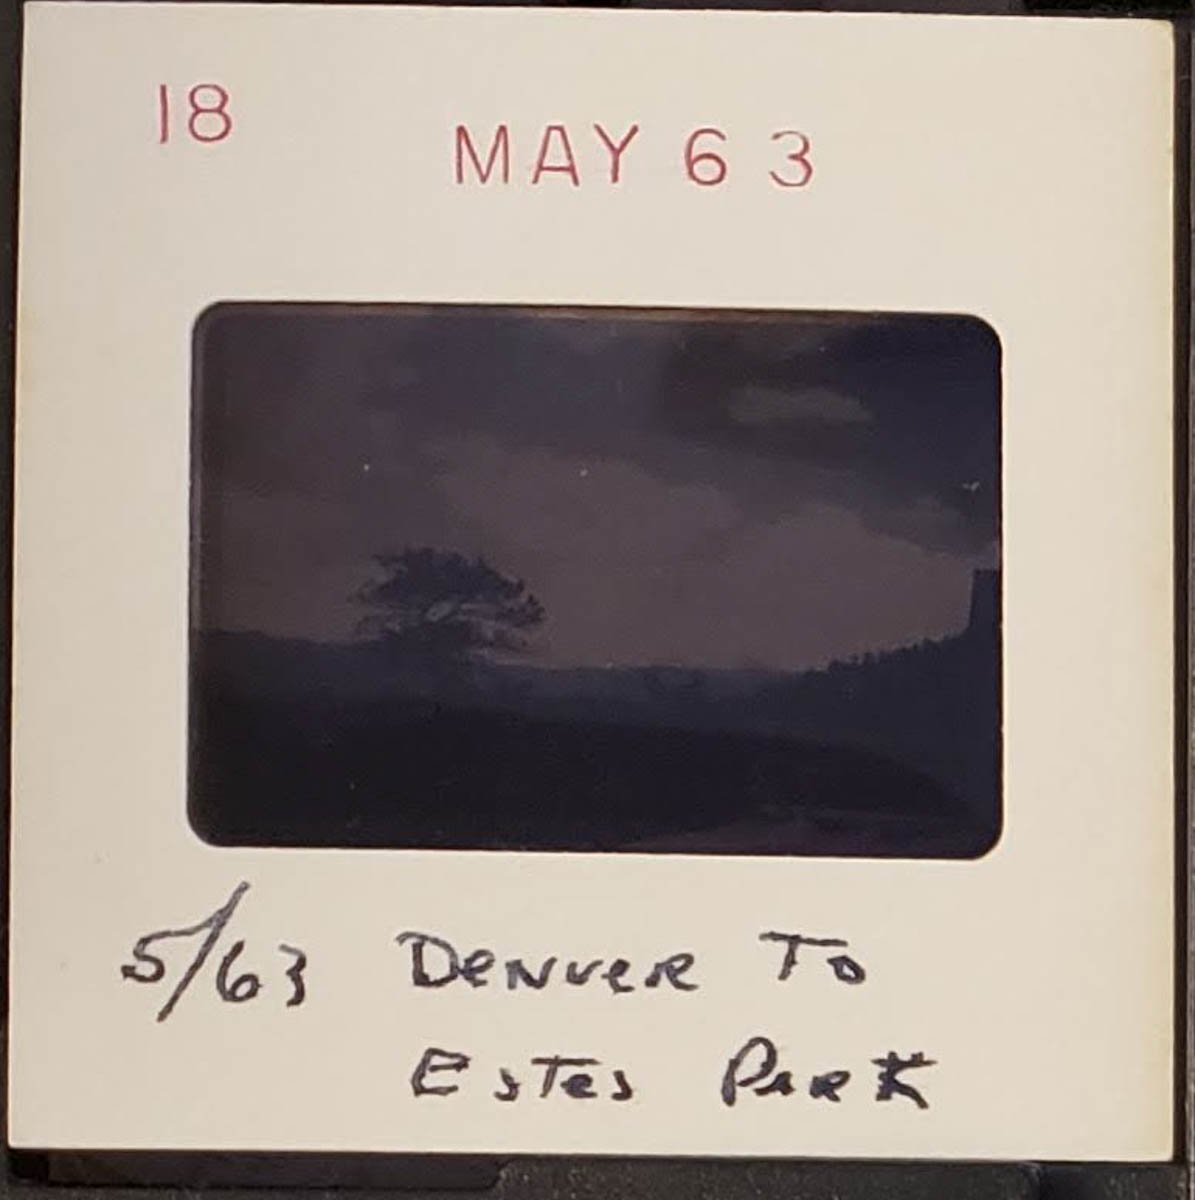 18
MAY 63
5/63 Denver To
Estes Park